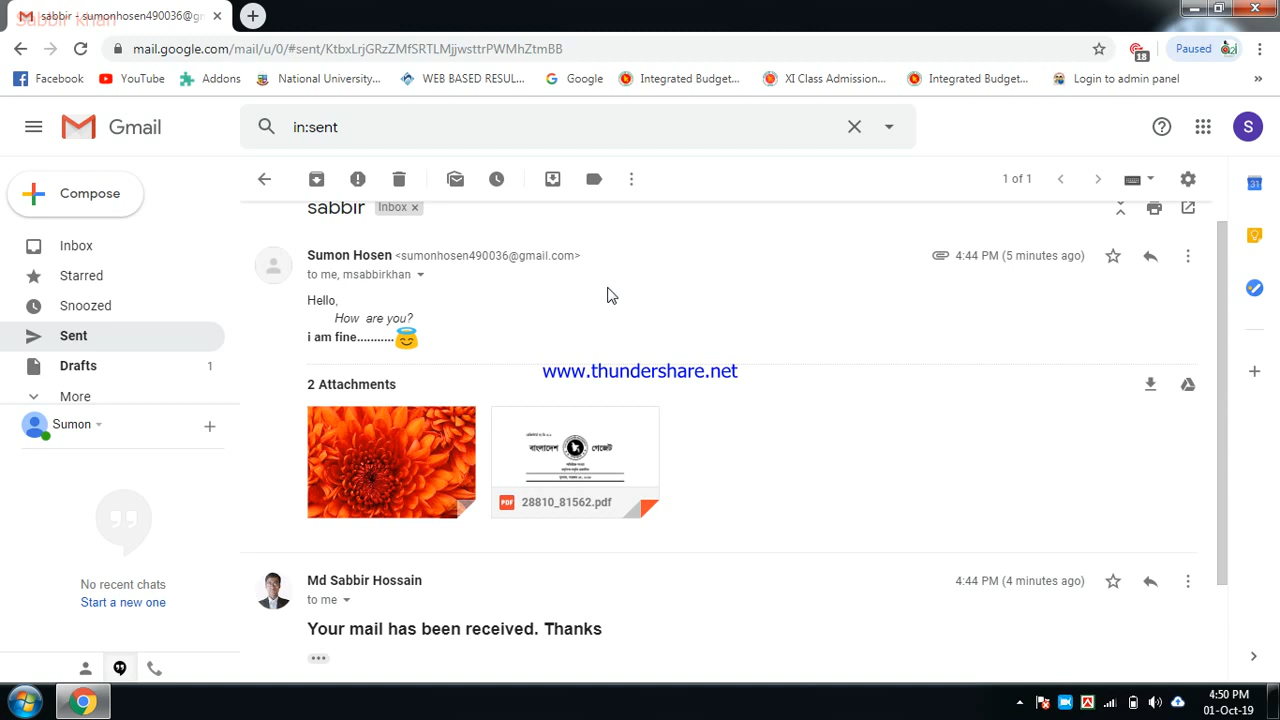 Sabbir khan
sabbir - sumonhosen490036@gm
mail.google.com/mail/u/0/#sent/KtbxLrjGRzZMfSRTLMjjwsttrPWMhZtmBB
18
Paused
Facebook
YouTube
Addons
National University...
WEB BASED RESUL...
Google
Integrated Budget...
XI Class Admission...
Integrated Budget...
Login to admin panel
»
Gmail
in:sent
S
Compose
1 of 1
Inbox
Starred
Snoozed
Sent
Drafts 1
More
Sumon
No recent chats
Start a new one
sabbir Inbox x
Sumon Hosen <sumonhosen490036@gmail.com>
4:44 PM (5 minutes ago)
to me, msabbirkhan
Hello,
How are you?
i am fine...........
www.thundershare.net
2 Attachments
বাংলাদেশ গেজেট
PDF 28810_81562.pdf
Md Sabbir Hossain
4:44 PM (4 minutes ago)
to me
Your mail has been received. Thanks
31
4:50 PM
01-Oct-19